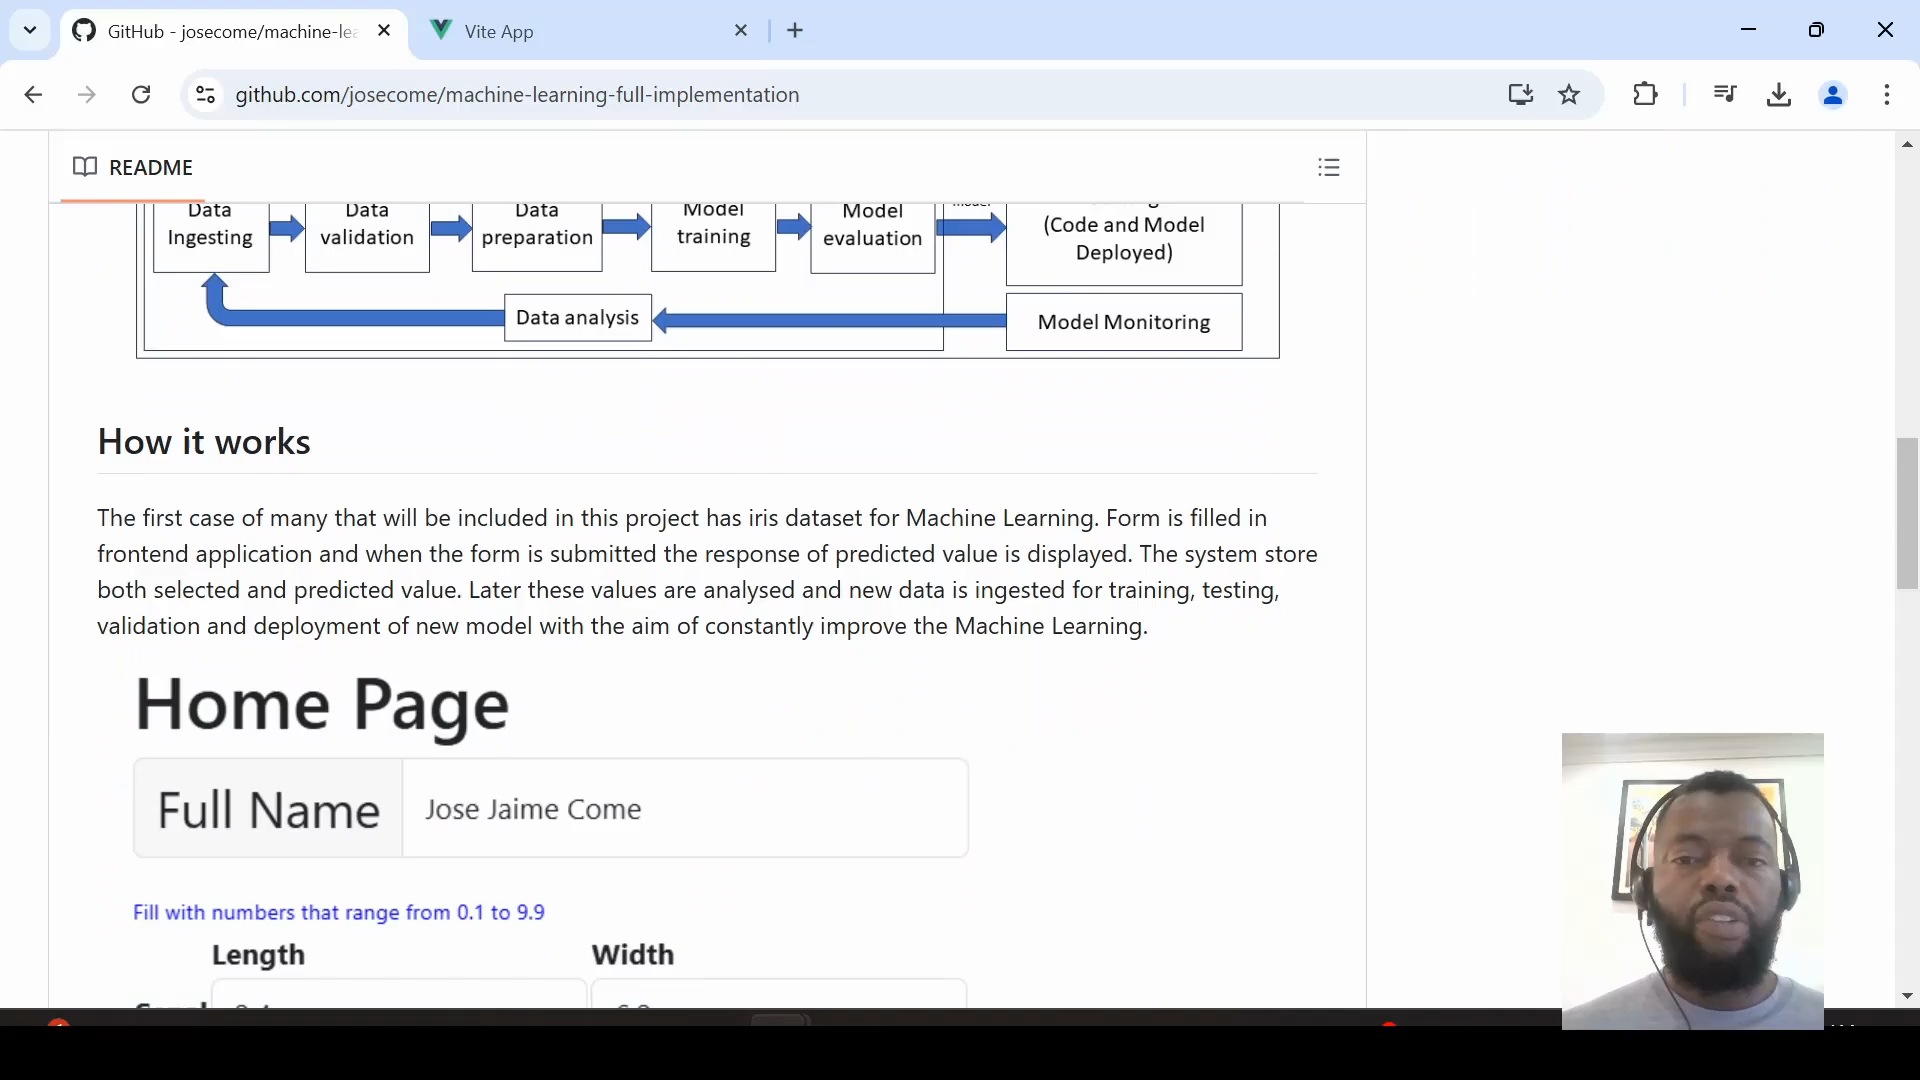 GitHub - josecome/machine-lea
Vite App
github.com/josecome/machine-learning-full-implementation
README
Data
Ingesting
Data
validation
Data
preparation
Model
training
Model
evaluation
(Code and Model
Deployed)
Data analysis
Model Monitoring
How it works
The first case of many that will be included in this project has iris dataset for Machine Learning. Form is filled in
frontend application and when the form is submitted the response of predicted value is displayed. The system store
both selected and predicted value. Later these values are analysed and new data is ingested for training, testing,
validation and deployment of new model with the aim of constantly improve the Machine Learning.
Home Page
Full Name
Jose Jaime Come
Fill with numbers that range from 0.1 to 9.9
Length
Width